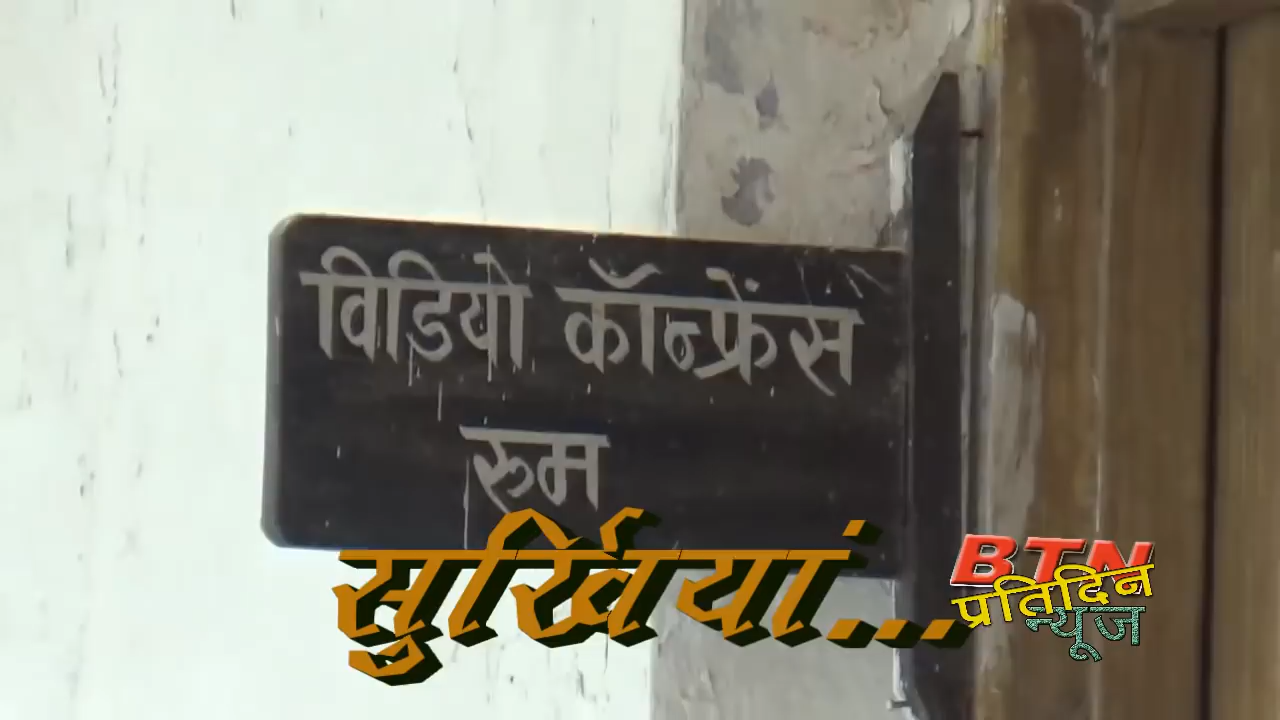 विडियो कॉन्फ्रेंस
रूम
सुर्खियां...
BTN
प्रतिदिन
न्यूज